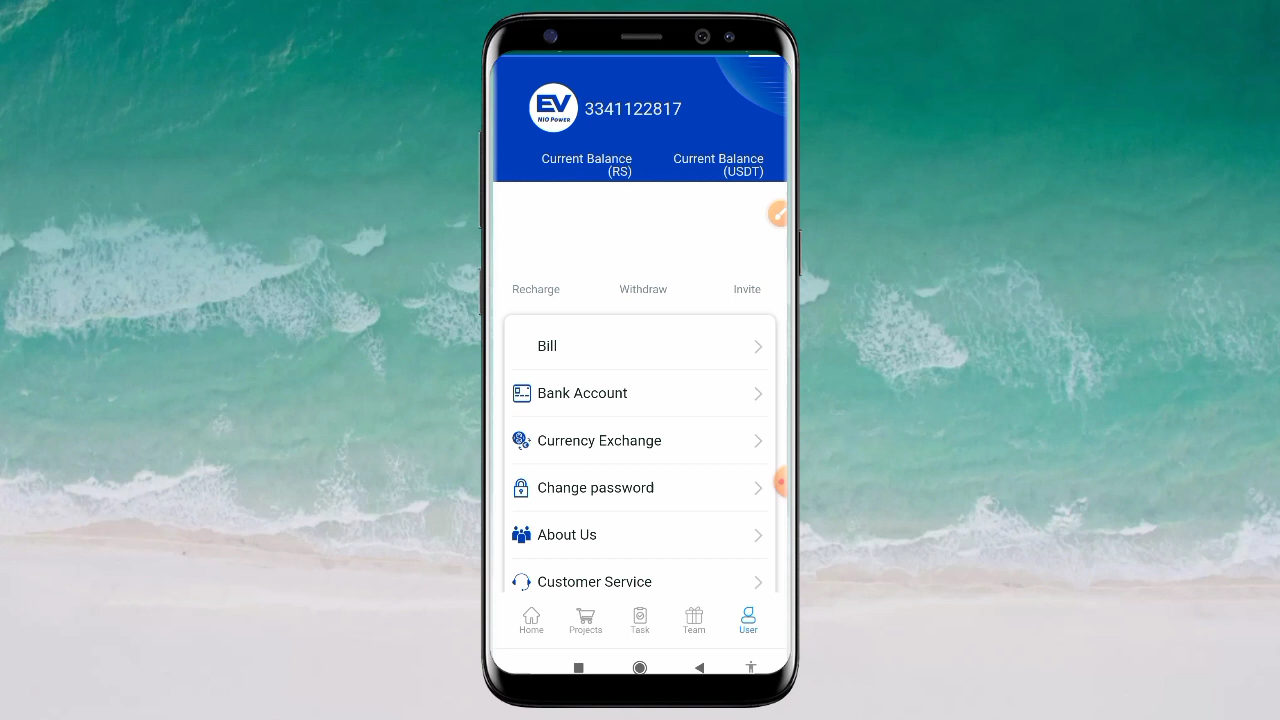 EV
NIO POWER
3341122817
Current Balance
(RS)
Current Balance
(USDT)
Recharge
Withdraw
Invite
Bill
Bank Account
Currency Exchange
Change password
About Us
Customer Service
Home
Projects
Task
Team
User